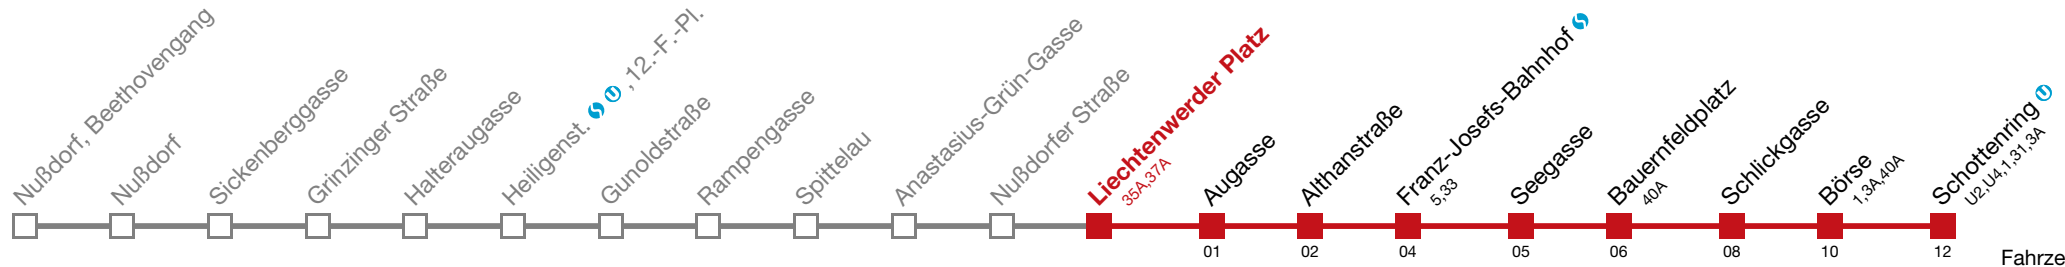 Nußdorf, Beethovengang
Nußdorf
Sickenberggasse
Grinzinger Straße
Halteraugasse
Heiligenst. S U, 12.-F.-Pl.
Gunoldstraße
Rampengasse
Spittelau
Anastasius-Grün-Gasse
Nußdorfer Straße
Liechtenwerder Platz
35A,37A
Augasse
01
Althanstraße
02
Franz-Josefs-Bahnhof S
5,33
04
Seegasse
05
Bauernfeldplatz
40A
06
Schlickgasse
08
Börse
1,3A,40A
10
Schottenring U
U2,U4,1,31,3A
12
Fahrze